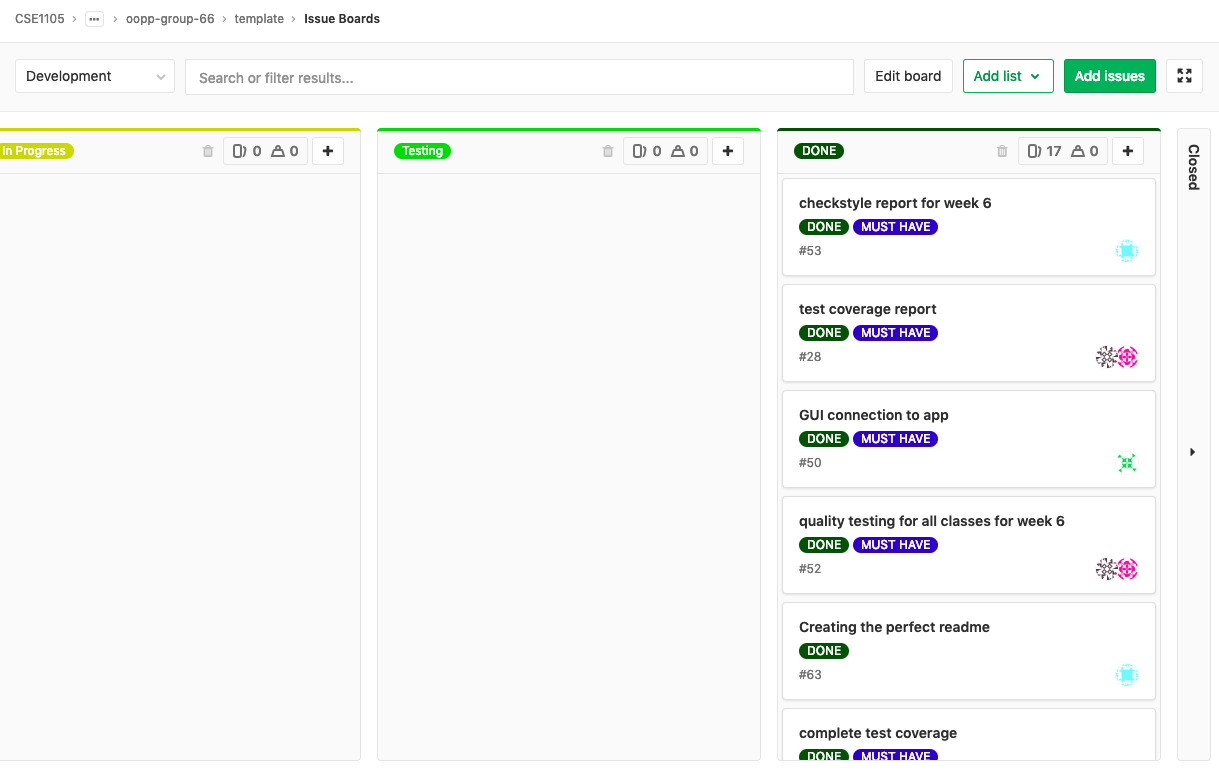 CSE1105 › ••• › oopp-group-66 › template › Issue Boards
Development
Search or filter results...
Edit board
Add list
Add issues
In Progress
0 0
Testing
0 0
DONE
17 0
checkstyle report for week 6
DONE MUST HAVE
#53
test coverage report
DONE MUST HAVE
#28
GUI connection to app
DONE MUST HAVE
#50
quality testing for all classes for week 6
DONE MUST HAVE
#52
Creating the perfect readme
DONE
#63
complete test coverage
DONE MUST HAVE
Closed